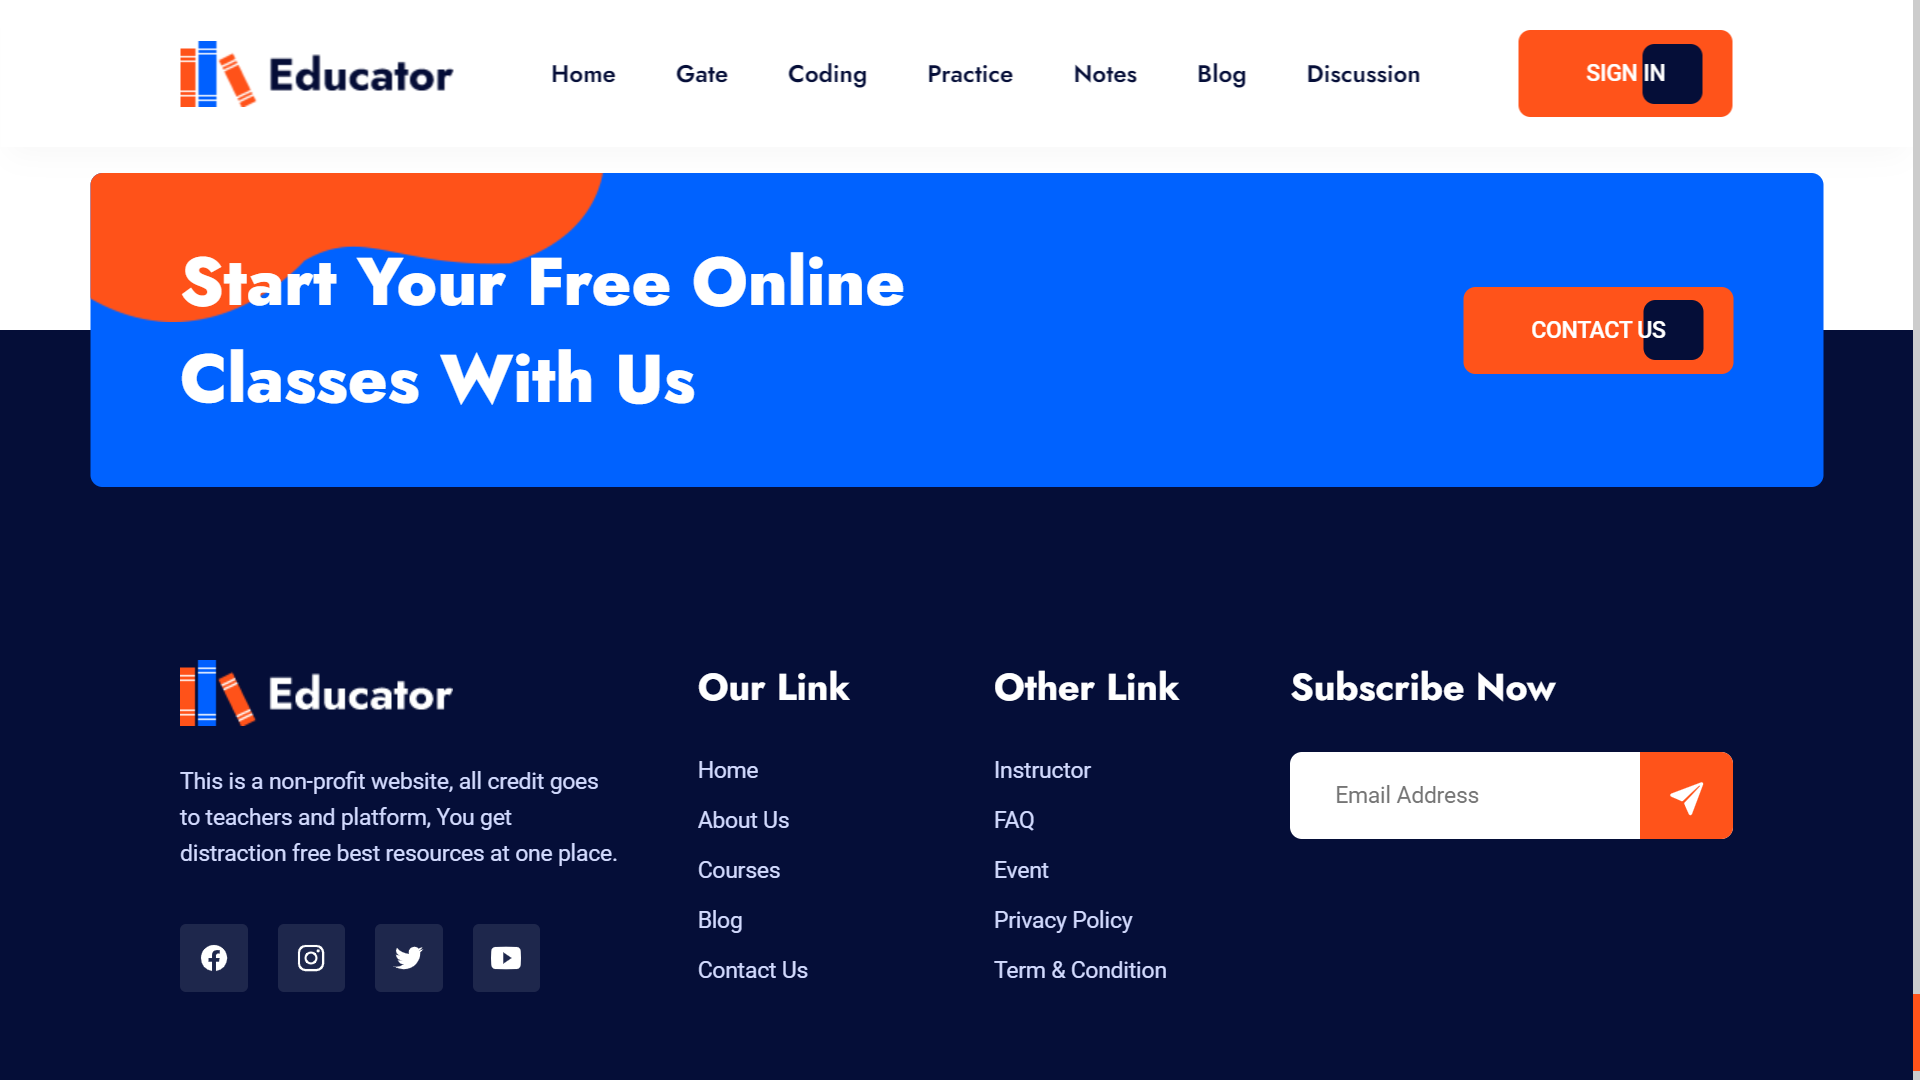 Educator
Home Gate Coding Practice Notes Blog Discussion
SIGN IN
Start Your Free Online
Classes With Us
CONTACT US
Educator
This is a non-profit website, all credit goes
to teachers and platform, You get
distraction free best resources at one place.
Our Link
Home
About Us
Courses
Blog
Contact Us
Other Link
Instructor
FAQ
Event
Privacy Policy
Term & Condition
Subscribe Now
Email Address